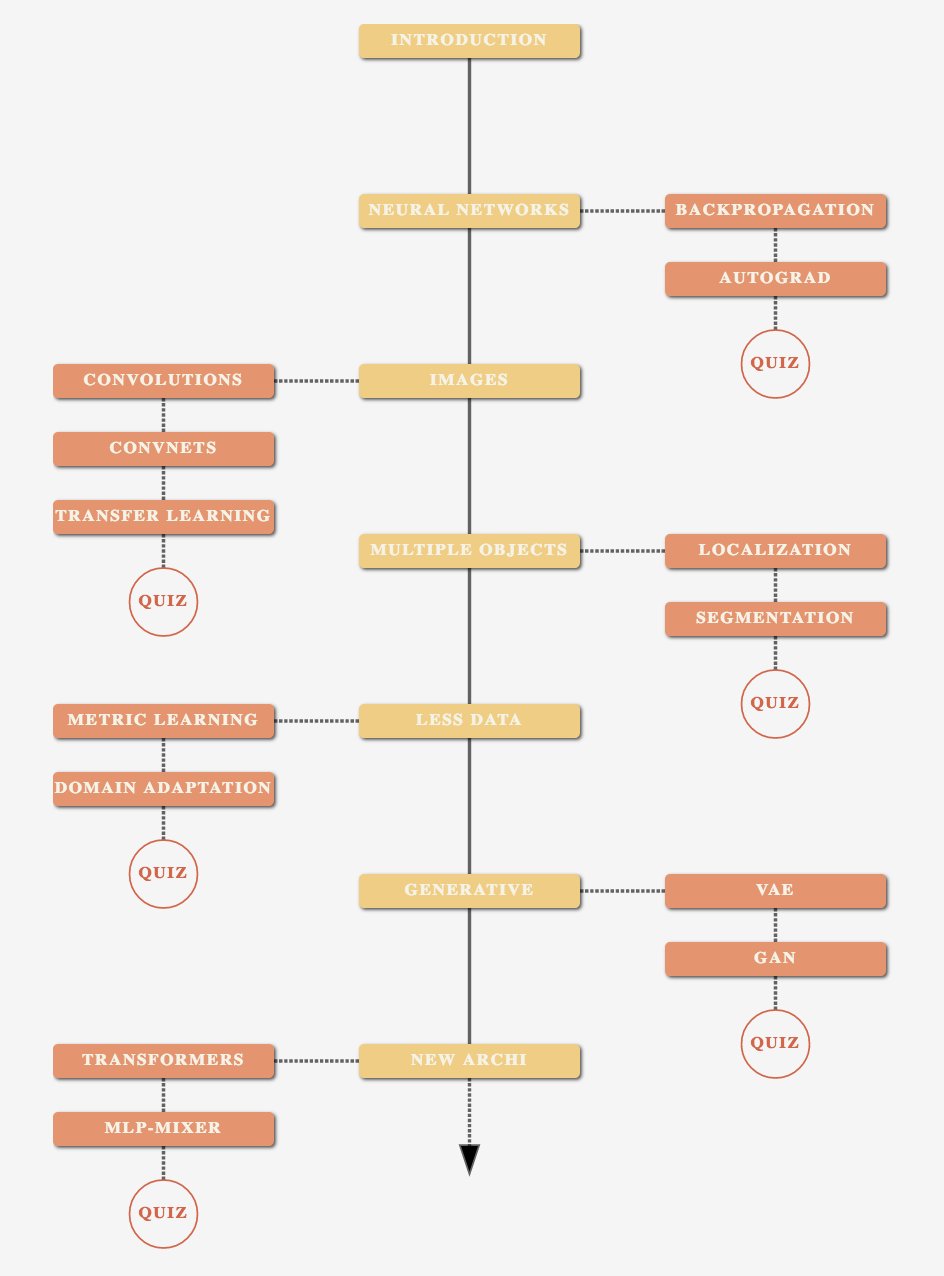 INTRODUCTION
NEURAL NETWORKS
BACKPROPAGATION
AUTOGRAD
QUIZ
IMAGES
CONVOLUTIONS
CONVNETS
TRANSFER LEARNING
QUIZ
MULTIPLE OBJECTS
LOCALIZATION
SEGMENTATION
QUIZ
LESS DATA
METRIC LEARNING
DOMAIN ADAPTATION
QUIZ
GENERATIVE
VAE
GAN
QUIZ
NEW ARCHI
TRANSFORMERS
MLP-MIXER
QUIZ